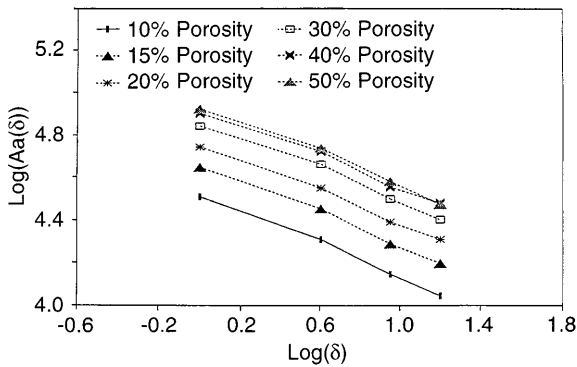 5.2
4.8
4.4
4.0
Log(Aa(δ))
10% Porosity
15% Porosity
20% Porosity
30% Porosity
40% Porosity
50% Porosity
-0.6 -0.2 0.2 0.6 1.0 1.4 1.8
Log(δ)